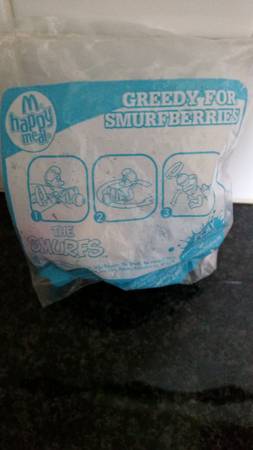 M
happy
meal
GREEDY FOR
SMURFBERRIES
1
2
3
THE
SMURFS